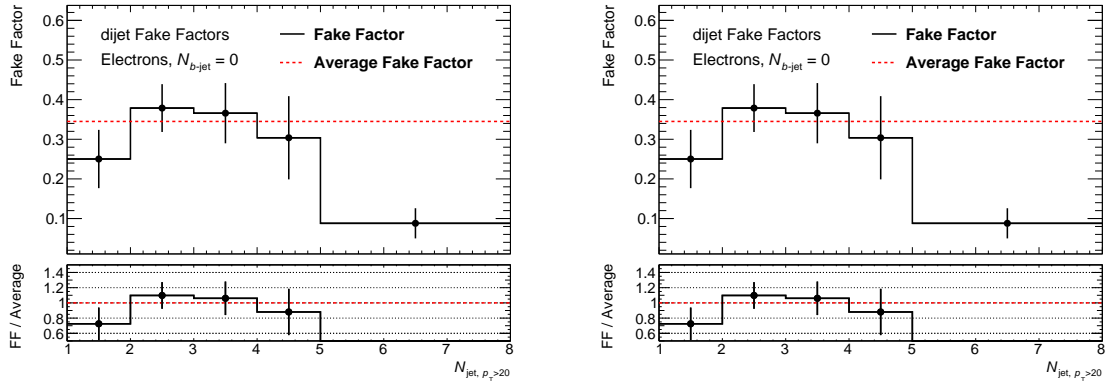 Fake Factor
0.6
0.5
0.4
0.3
0.2
0.1
dijet Fake Factors
Electrons, N_b-jet = 0
Fake Factor
Average Fake Factor
FF / Average
1.4
1.2
1
0.8
0.6
1 2 3 4 5 6 7 8
N_jet, p_T>20
Fake Factor
0.6
0.5
0.4
0.3
0.2
0.1
dijet Fake Factors
Electrons, N_b-jet = 0
Fake Factor
Average Fake Factor
FF / Average
1.4
1.2
1
0.8
0.6
1 2 3 4 5 6 7 8
N_jet, p_T>20